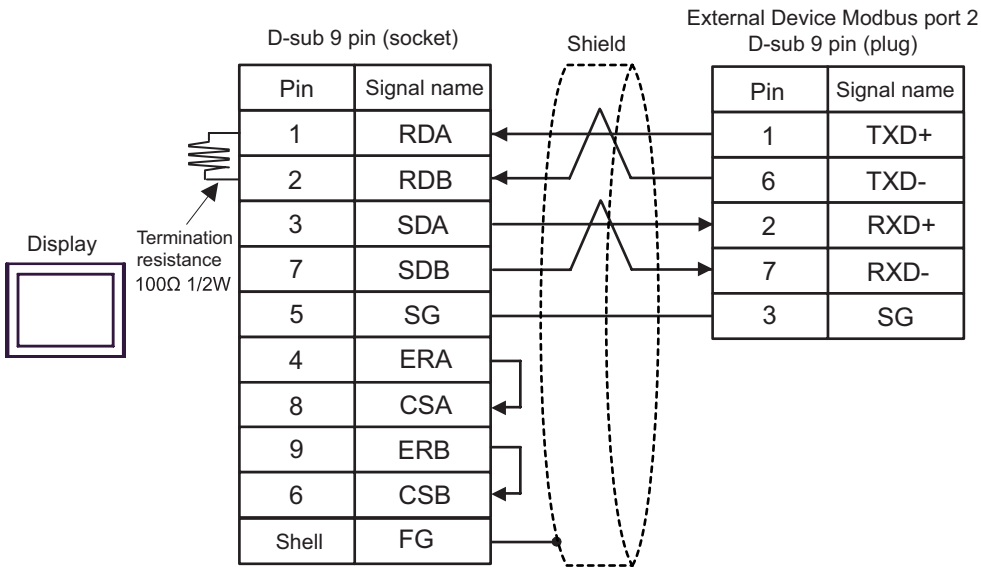 External Device Modbus port 2
D-sub 9 pin (socket)
Shield
D-sub 9 pin (plug)
Pin Signal name
1 RDA
2 RDB
3 SDA
7 SDB
5 SG
4 ERA
8 CSA
9 ERB
6 CSB
Shell FG
Pin Signal name
1 TXD+
6 TXD-
2 RXD+
7 RXD-
3 SG
Display
Termination
resistance
100Ω 1/2W